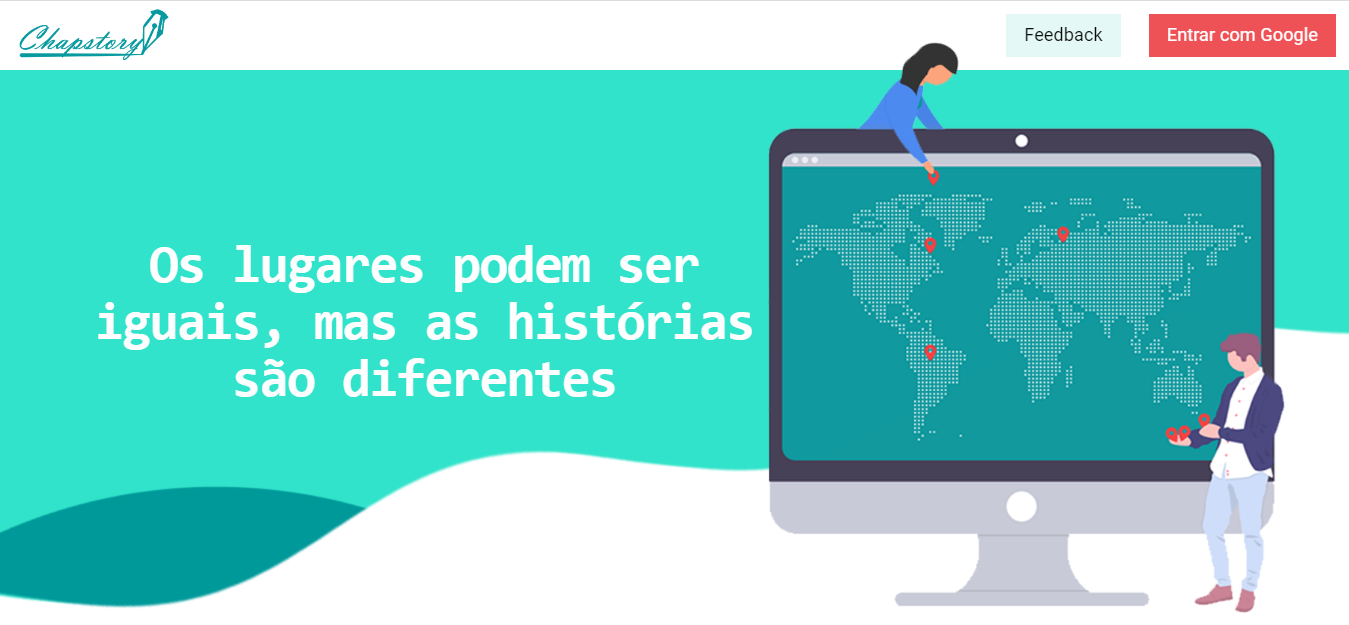 Chapstory
Feedback
Entrar com Google
Os lugares podem ser
iguais, mas as histórias
são diferentes